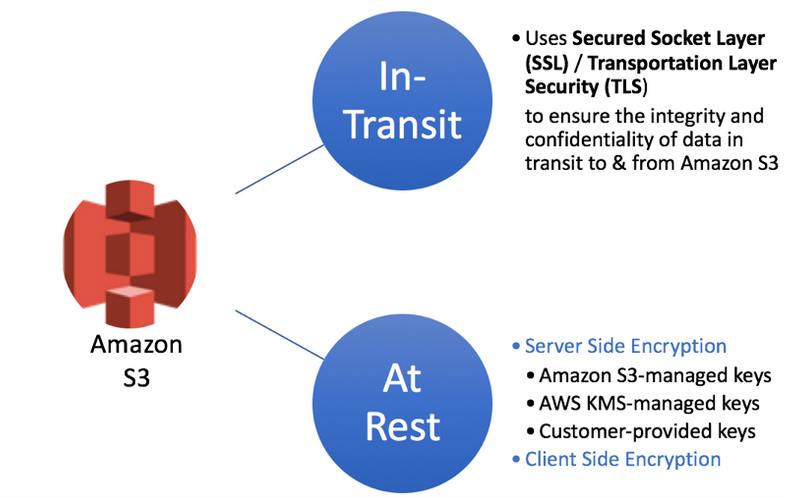 In-
Transit
• Uses Secured Socket Layer
(SSL) / Transportation Layer
Security (TLS)
to ensure the integrity and
confidentiality of data in
transit to & from Amazon S3
Amazon
S3
At
Rest
• Server Side Encryption
• Amazon S3-managed keys
• AWS KMS-managed keys
• Customer-provided keys
• Client Side Encryption